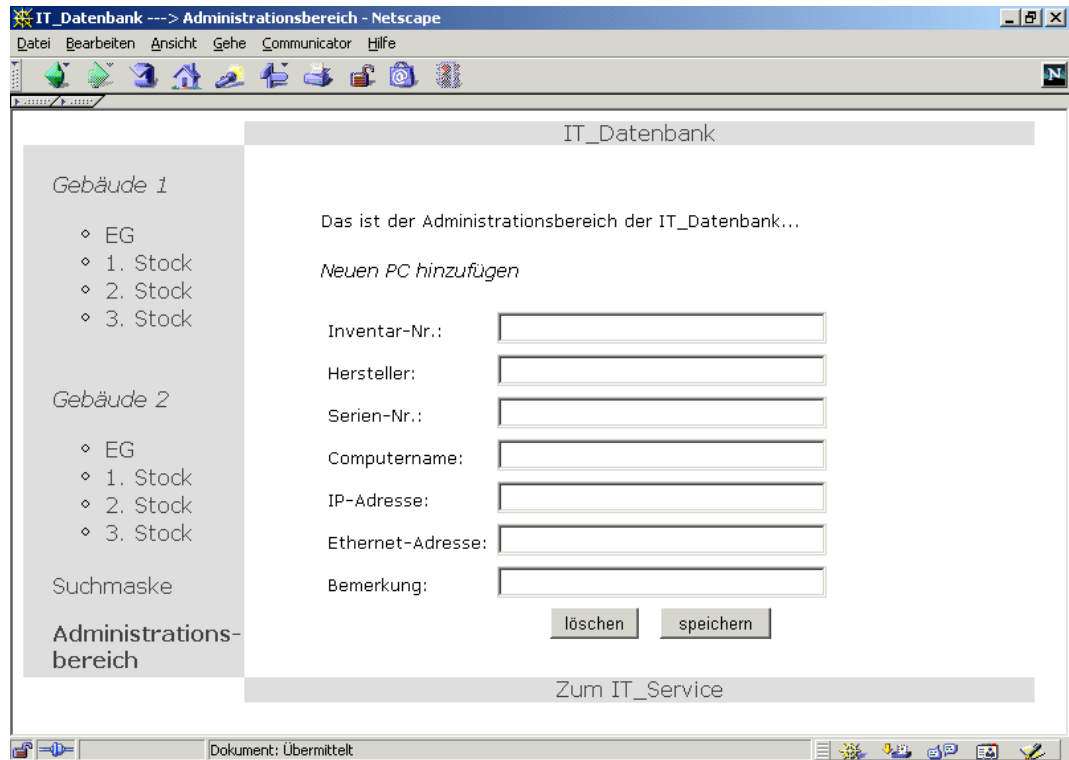 IT_Datenbank ---> Administrationsbereich - Netscape
Datei Bearbeiten Ansicht Gehe Communicator Hilfe
N
IT_Datenbank
Gebäude 1
EG
1. Stock
2. Stock
3. Stock
Gebäude 2
EG
1. Stock
2. Stock
3. Stock
Suchmaske
Administrations-
bereich
Das ist der Administrationsbereich der IT_Datenbank...
Neuen PC hinzufügen
Inventar-Nr.:
Hersteller:
Serien-Nr.:
Computername:
IP-Adresse:
Ethernet-Adresse:
Bemerkung:
löschen speichern
Zum IT_Service
Dokument: Übermittelt